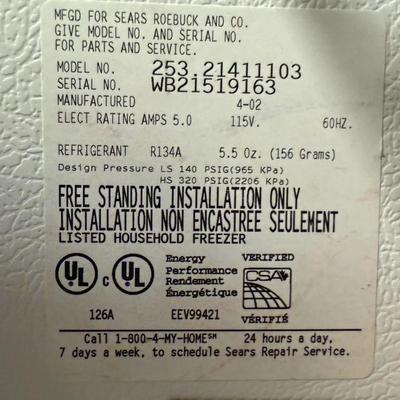 MFGD FOR SEARS ROEBUCK AND CO.
GIVE MODEL NO. AND SERIAL NO.
FOR PARTS AND SERVICE.
MODEL NO. 253.21411103
SERIAL NO. WB21519163
MANUFACTURED 4-02
ELECT RATING AMPS 5.0 115V. 60HZ.
REFRIGERANT R134A 5.5 Oz. (156 Grams)
Design Pressure LS 140 PSIG(965 KPa)
HS 320 PSIG(2206 KPa)
FREE STANDING INSTALLATION ONLY
INSTALLATION NON ENCASTREE SEULEMENT
LISTED HOUSEHOLD FREEZER
UL c UL Energy Performance Rendement Énergétique VERIFIED CSA VÉRIFIÉ
126A EEV99421
Call 1-800-4-MY-HOME℠ 24 hours a day,
7 days a week, to schedule Sears Repair Service.